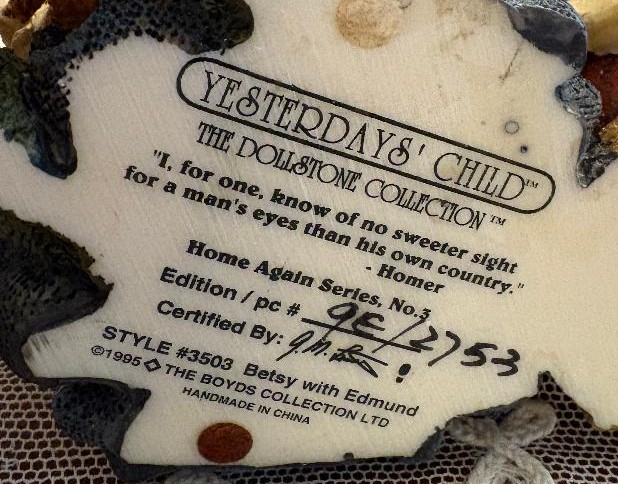 YESTERDAYS' CHILD™
THE DOLLSTONE COLLECTION™
"I, for one, know of no sweeter sight
for a man's eyes than his own country."
- Homer
Home Again Series, No.3
Edition / pc # 9E/2753
Certified By:
STYLE #3503 Betsy with Edmund
©1995 THE BOYDS COLLECTION LTD
HANDMADE IN CHINA